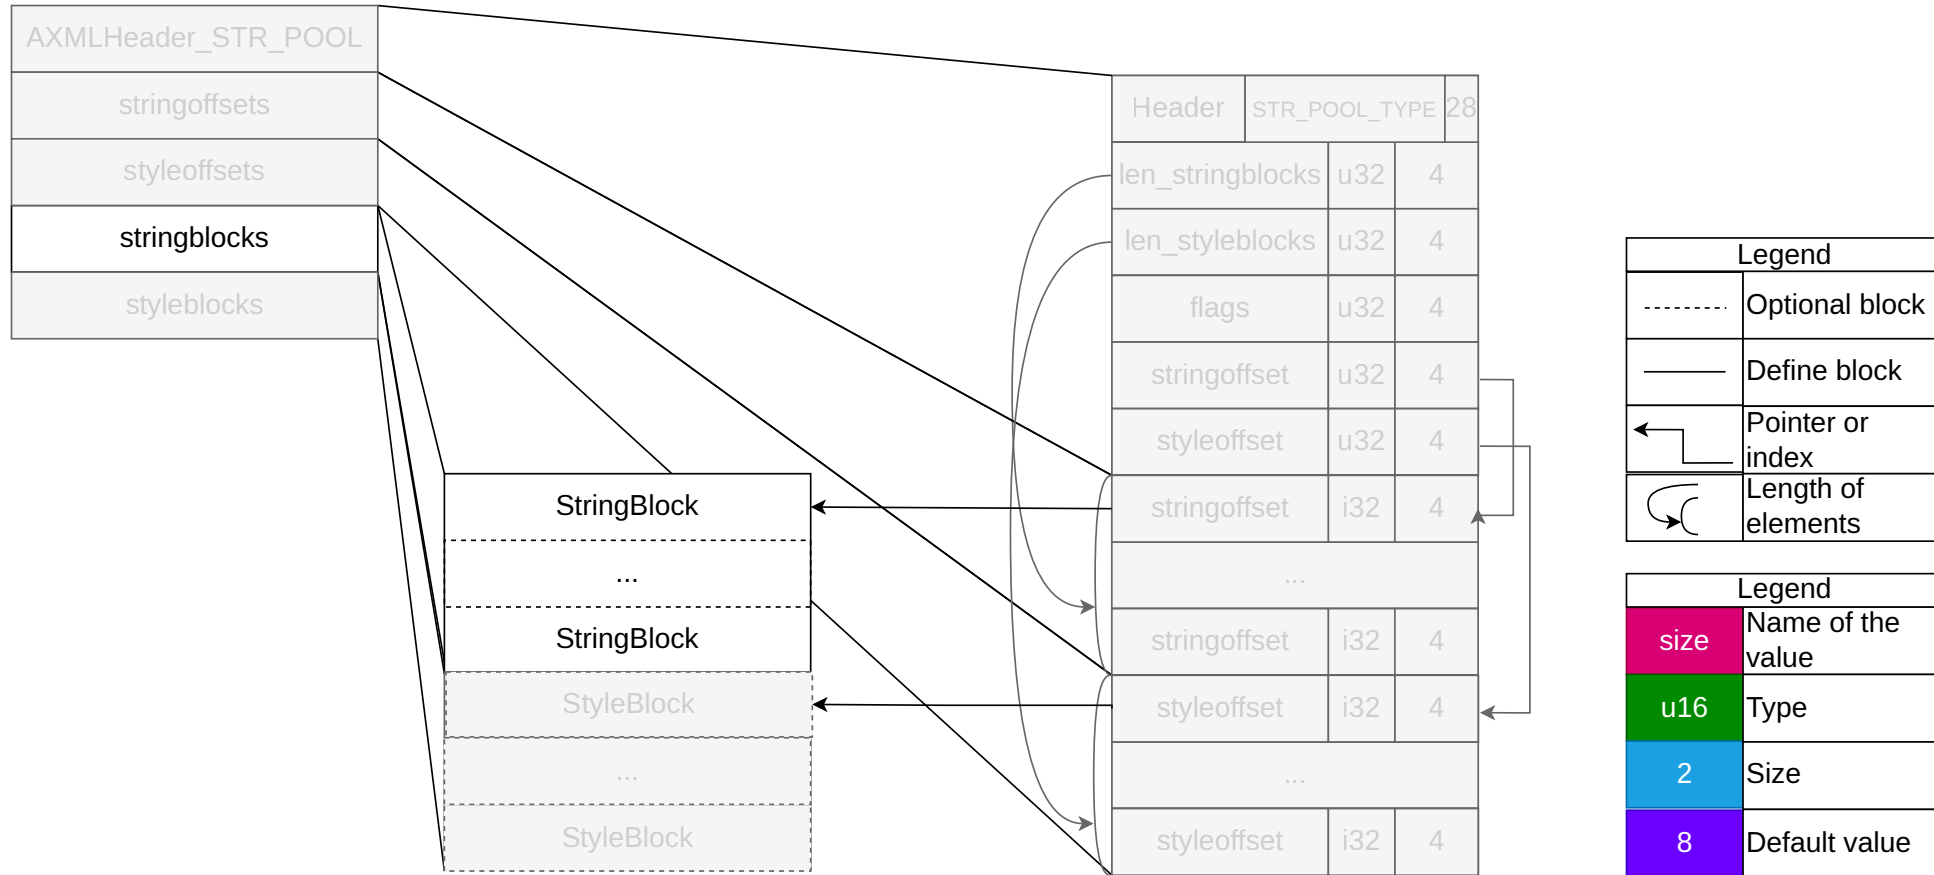 AXMLHeader_STR_POOL
stringoffsets
styleoffsets
stringblocks
styleblocks
StringBlock
...
StringBlock
StyleBlock
...
StyleBlock
Header STR_POOL_TYPE 28
len_stringblocks u32 4
len_styleblocks u32 4
flags u32 4
stringoffset u32 4
styleoffset u32 4
stringoffset i32 4
...
stringoffset i32 4
styleoffset i32 4
...
styleoffset i32 4
Legend
Optional block
Define block
Pointer or
index
Length of
elements
Legend
size Name of the
value
u16 Type
2 Size
8 Default value